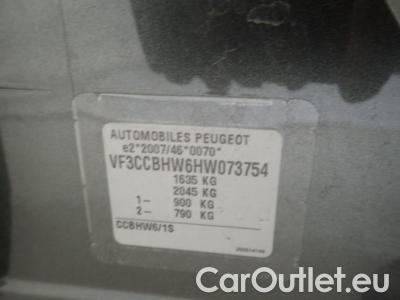 AUTOMOBILES PEUGEOT
e2*2007/46*0070*
VF3CCBHW6HW073754
1635 KG
2045 KG
1– 900 KG
2– 790 KG
CCBHW6/1S
CarOutlet.eu